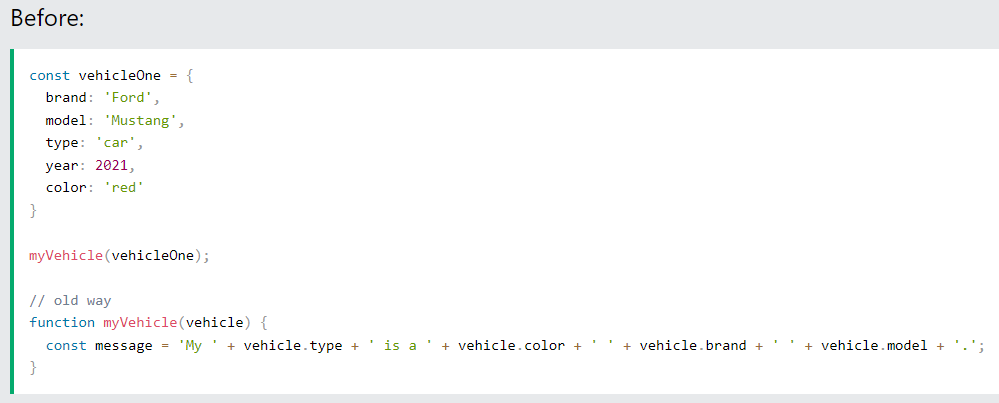 Before:
const vehicleOne = {
  brand: 'Ford',
  model: 'Mustang',
  type: 'car',
  year: 2021,
  color: 'red'
}
myVehicle(vehicleOne);
// old way
function myVehicle(vehicle) {
  const message = 'My ' + vehicle.type + ' is a ' + vehicle.color + ' ' + vehicle.brand + ' ' + vehicle.model + '.';
}